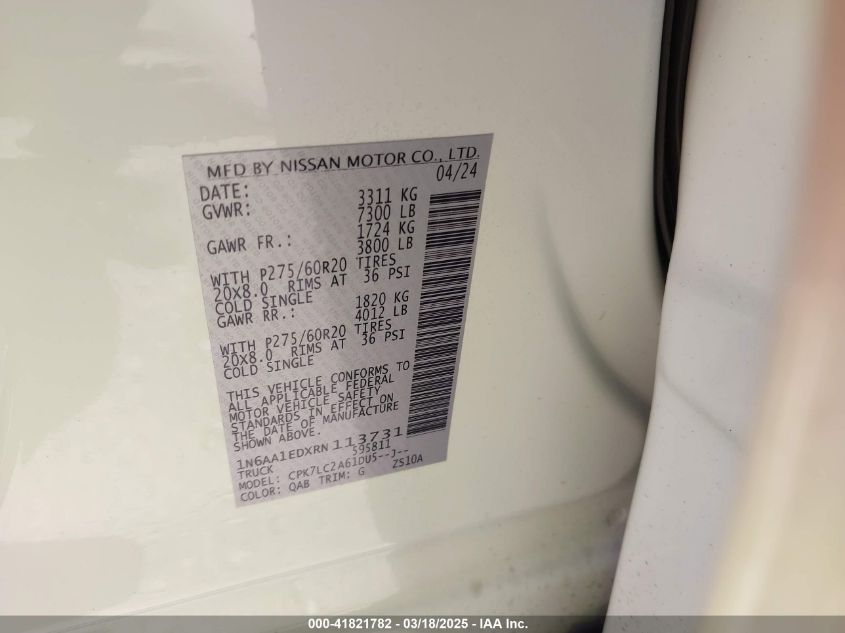 MFD BY NISSAN MOTOR CO., LTD.
DATE: 04/24
GVWR: 3311 KG
7300 LB
GAWR FR.: 1724 KG
3800 LB
WITH P275/60R20 TIRES
20X8.0 RIMS AT 36 PSI
COLD SINGLE
GAWR RR.: 1820 KG
4012 LB
WITH P275/60R20 TIRES
20X8.0 RIMS AT 36 PSI
COLD SINGLE
THIS VEHICLE CONFORMS TO
ALL APPLICABLE FEDERAL
MOTOR VEHICLE SAFETY
STANDARDS IN EFFECT ON
THE DATE OF MANUFACTURE
SHOWN ABOVE.
1N6AA1EDXRN113731
TRUCK 595811
MODEL: CPK7LC2A61DU5--J--
COLOR: QAB TRIM: G ZS10A
000-41821782 - 03/18/2025 - IAA Inc.